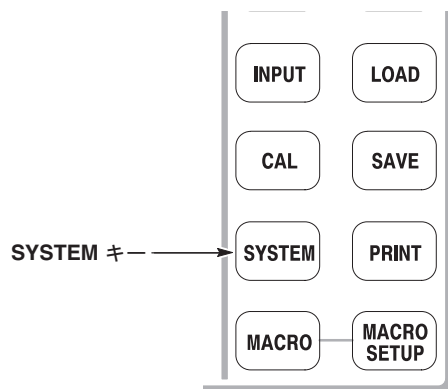 INPUT
LOAD
CAL
SAVE
SYSTEM キー
SYSTEM
PRINT
MACRO
MACRO
SETUP